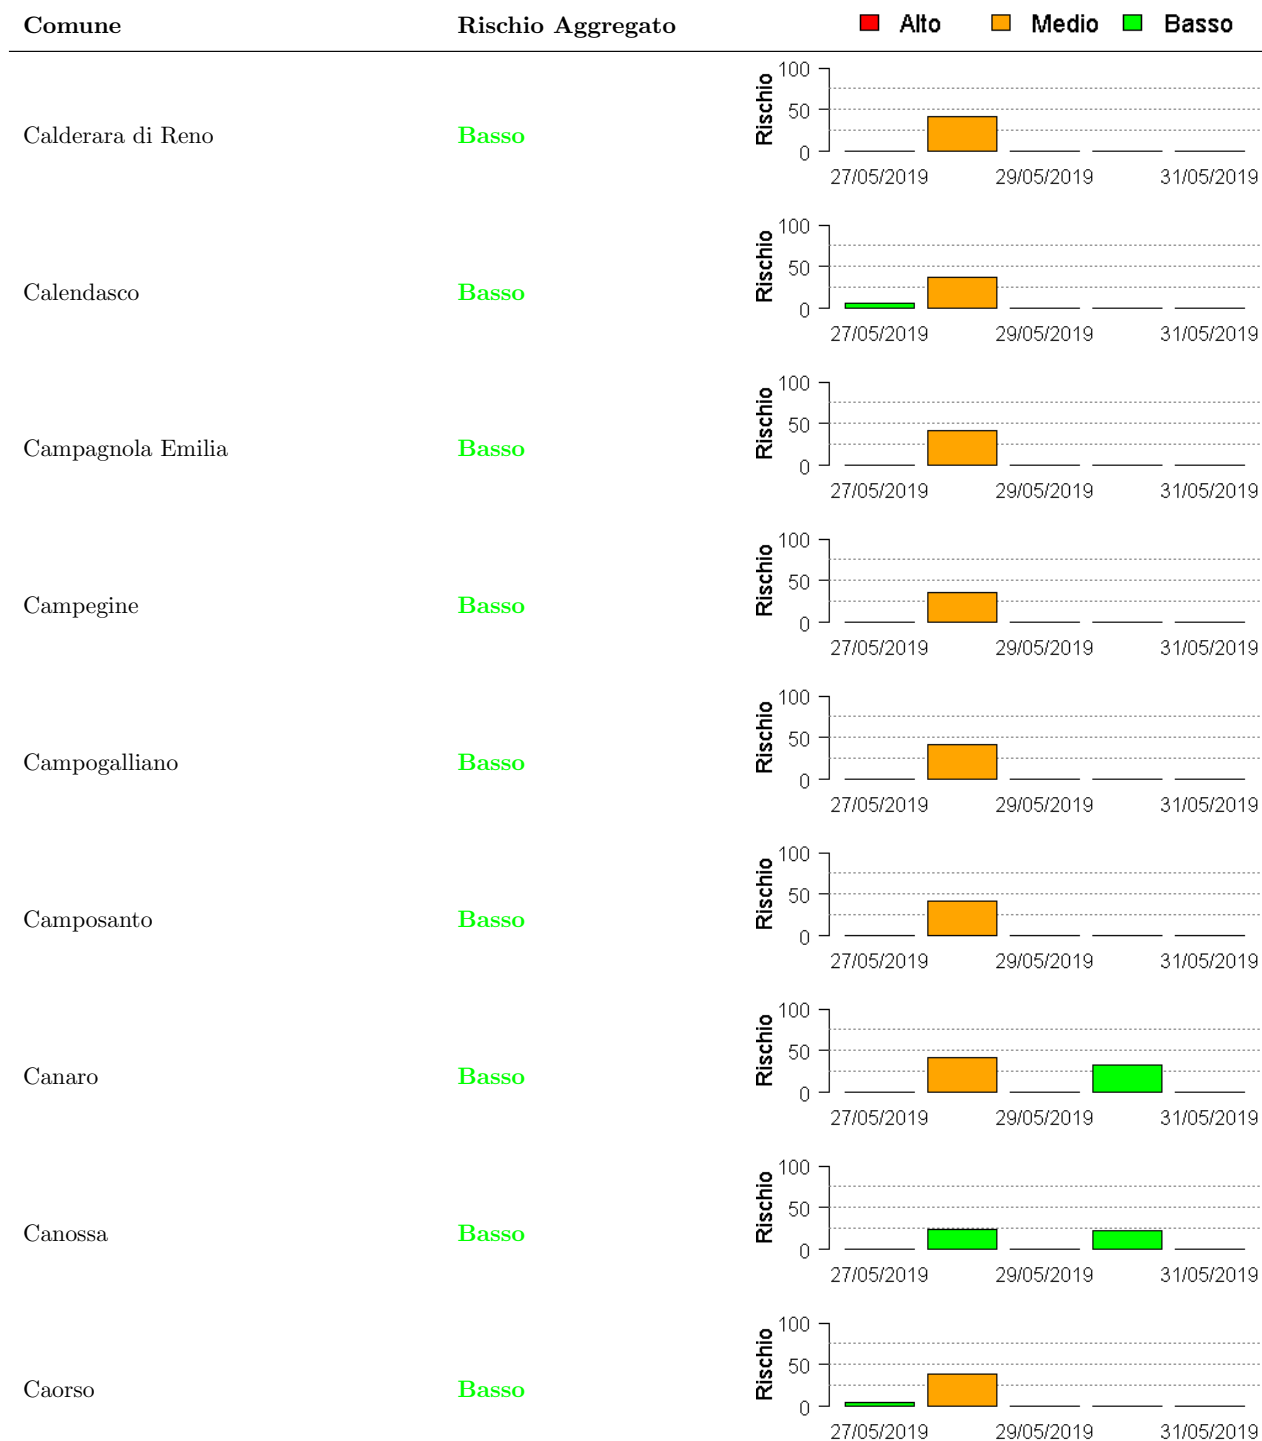 Comune Rischio Aggregato Alto Medio Basso
100
50
0
Rischio
Calderara di Reno Basso
27/05/2019 29/05/2019 31/05/2019
100
50
0
Rischio
Calendasco Basso
27/05/2019 29/05/2019 31/05/2019
100
50
0
Rischio
Campagnola Emilia Basso
27/05/2019 29/05/2019 31/05/2019
100
50
0
Rischio
Campegine Basso
27/05/2019 29/05/2019 31/05/2019
100
50
0
Rischio
Campogalliano Basso
27/05/2019 29/05/2019 31/05/2019
100
50
0
Rischio
Camposanto Basso
27/05/2019 29/05/2019 31/05/2019
100
50
0
Rischio
Canaro Basso
27/05/2019 29/05/2019 31/05/2019
100
50
0
Rischio
Canossa Basso
27/05/2019 29/05/2019 31/05/2019
100
50
0
Rischio
Caorso Basso
27/05/2019 29/05/2019 31/05/2019